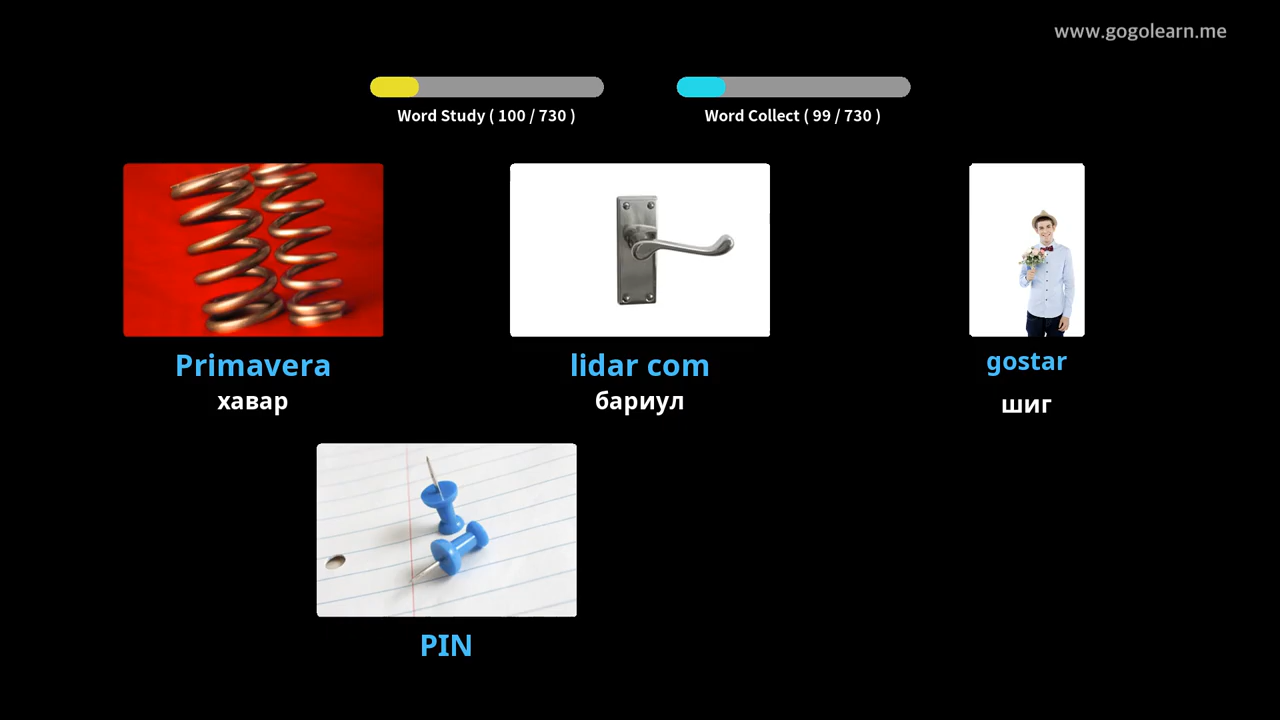 www.gogolearn.me
Word Study ( 100 / 730 )
Word Collect ( 99 / 730 )
Primavera
хавар
lidar com
бариул
gostar
шиг
PIN